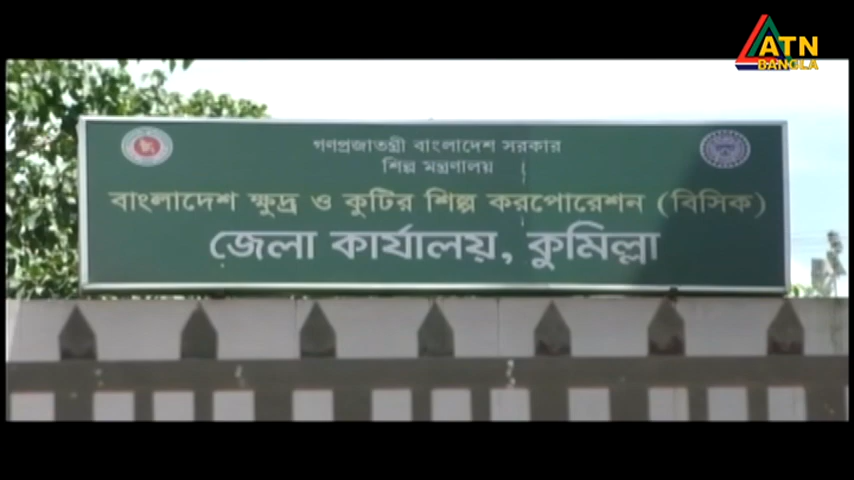 ATN
BANGLA
গণপ্রজাতন্ত্রী বাংলাদেশ সরকার
শিল্প মন্ত্রণালয়
বাংলাদেশ ক্ষুদ্র ও কুটির শিল্প করপোরেশন (বিসিক)
জেলা কার্যালয়, কুমিল্লা